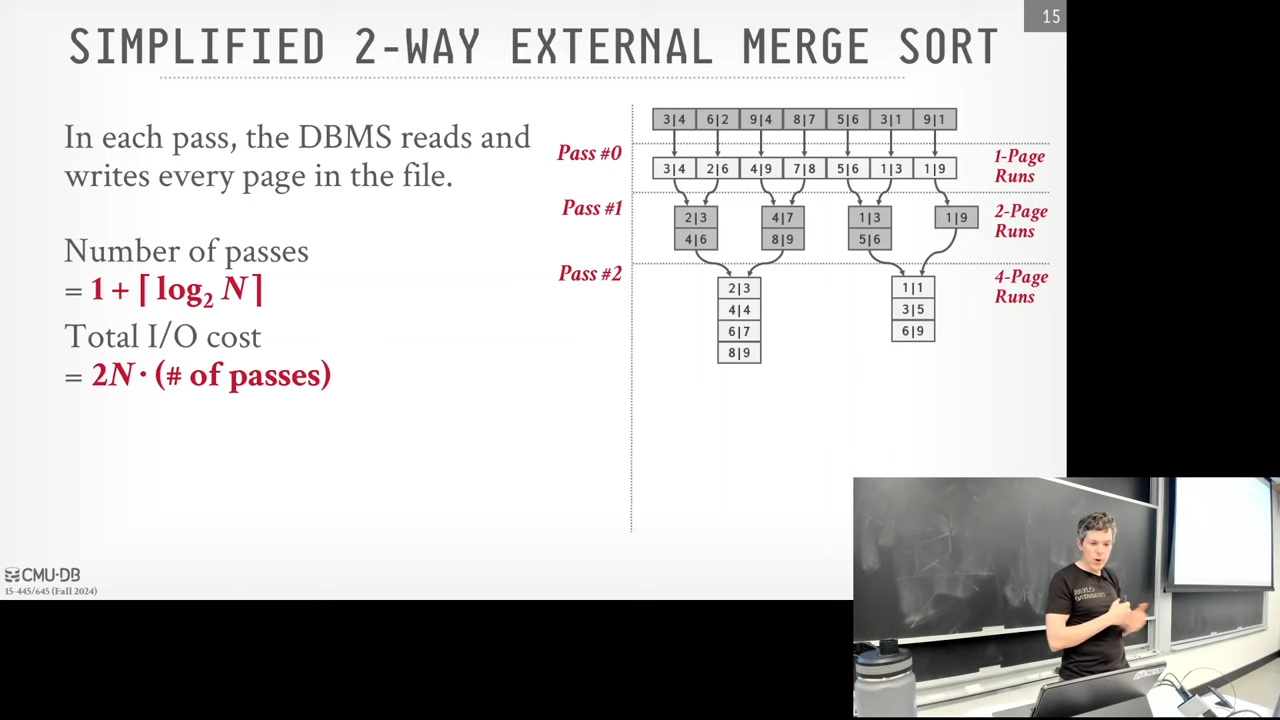 15
SIMPLIFIED 2-WAY EXTERNAL MERGE SORT
In each pass, the DBMS reads and
writes every page in the file.
Number of passes
= 1 + ⌈ log₂ N ⌉
Total I/O cost
= 2N · (# of passes)
3|4 6|2 9|4 8|7 5|6 3|1 9|1
Pass #0
3|4 2|6 4|9 7|8 5|6 1|3 1|9
1-Page
Runs
Pass #1
2|3 4|7 1|3 1|9
4|6 8|9 5|6
2-Page
Runs
Pass #2
2|3 1|1
4|4 3|5
6|7 6|9
8|9
4-Page
Runs
CMU·DB
15-445/645 (Fall 2024)